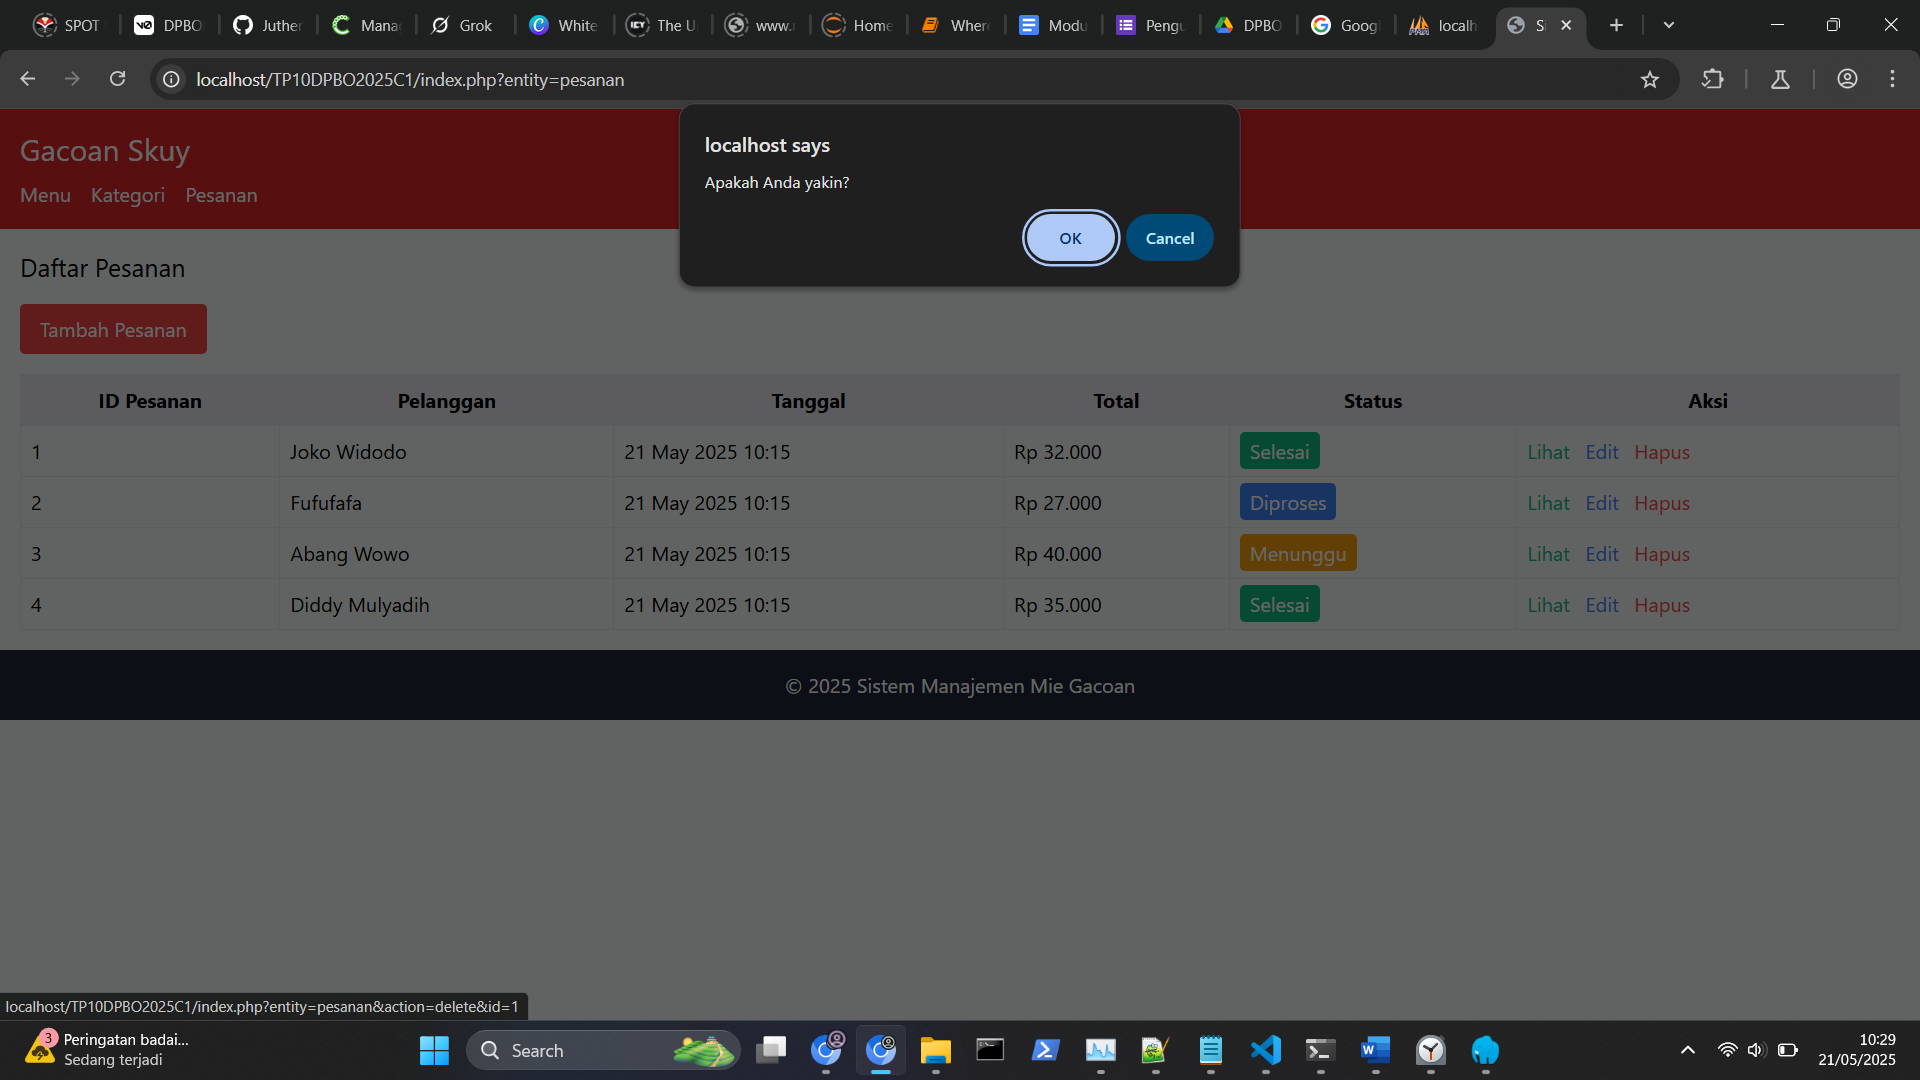 SPOT
DPBO
Juther
Mana
Grok
White
The U
www.
Home
Where
Modu
Pengu
DPBO
Googl
localh
localhost/TP10DPBO2025C1/index.php?entity=pesanan
Gacoan Skuy
Menu Kategori Pesanan
localhost says
Apakah Anda yakin?
OK Cancel
Daftar Pesanan
Tambah Pesanan
ID Pesanan Pelanggan Tanggal Total Status Aksi
1 Joko Widodo 21 May 2025 10:15 Rp 32.000 Selesai Lihat Edit Hapus
2 Fufufafa 21 May 2025 10:15 Rp 27.000 Diproses Lihat Edit Hapus
3 Abang Wowo 21 May 2025 10:15 Rp 40.000 Menunggu Lihat Edit Hapus
4 Diddy Mulyadih 21 May 2025 10:15 Rp 35.000 Selesai Lihat Edit Hapus
© 2025 Sistem Manajemen Mie Gacoan
localhost/TP10DPBO2025C1/index.php?entity=pesanan&action=delete&id=1
3
Peringatan badai...
Sedang terjadi
Search
10:29
21/05/2025